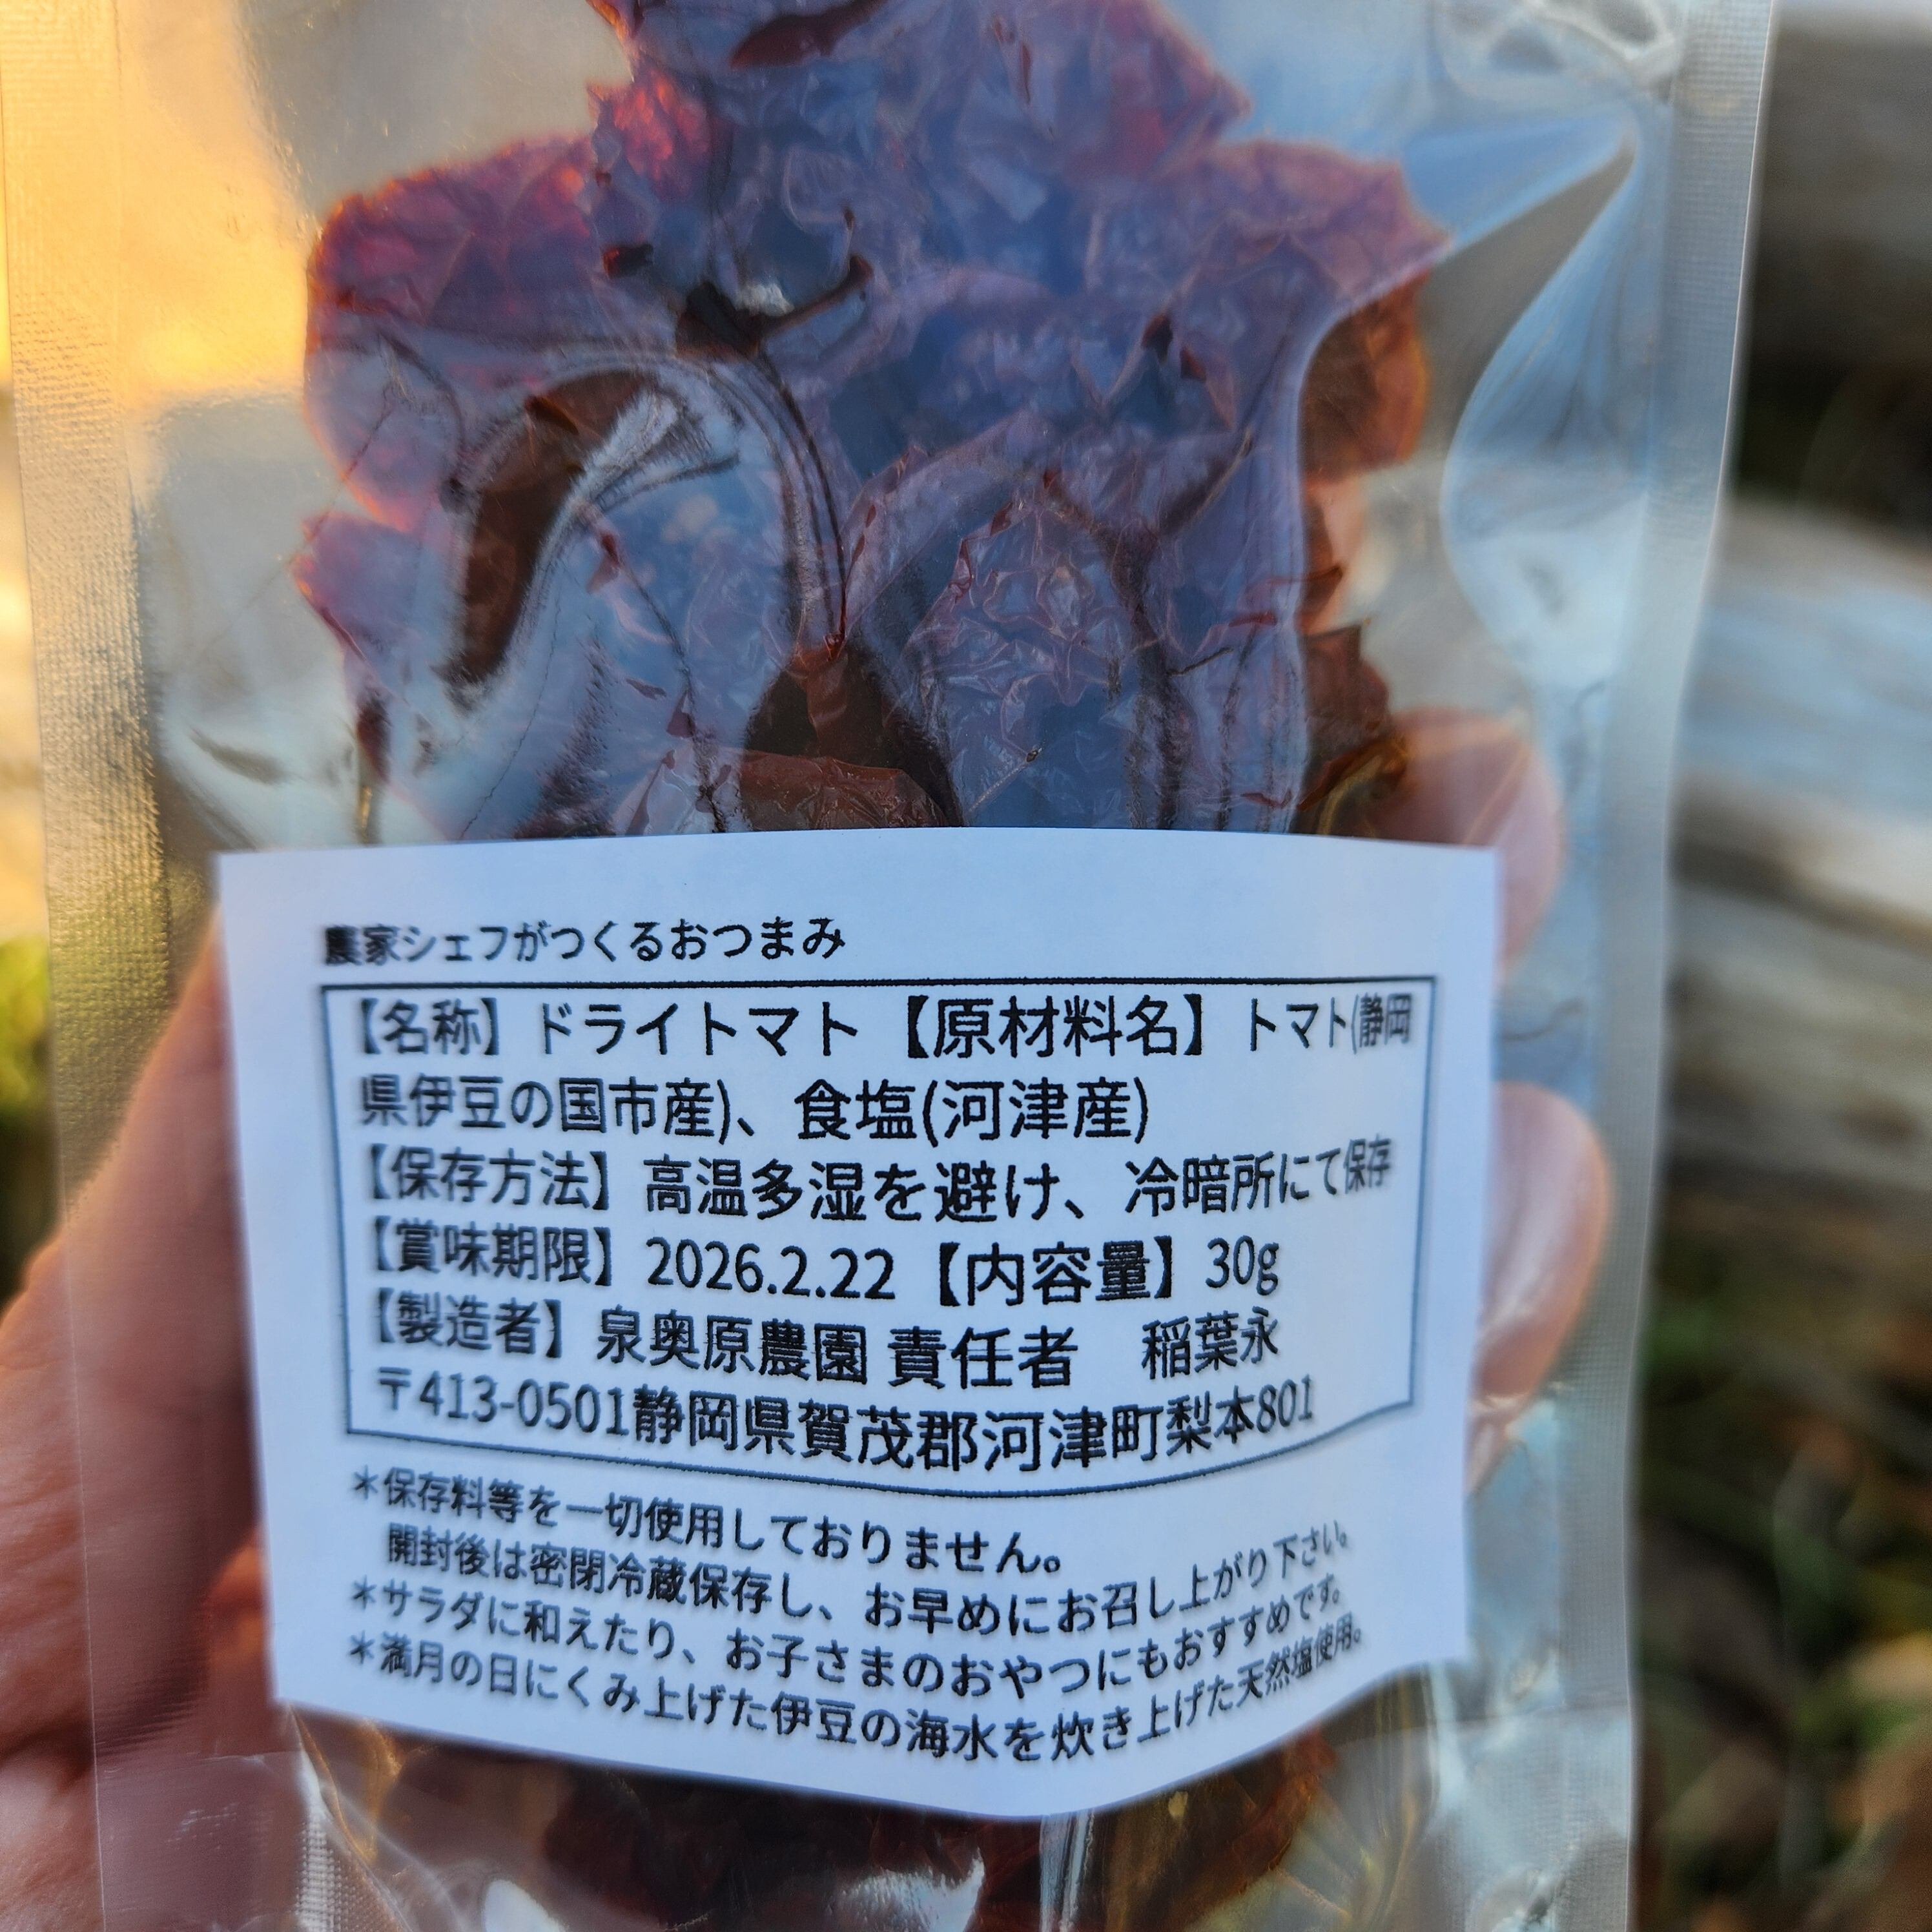 農家シェフがつくるおつまみ
【名称】ドライトマト【原材料名】トマト(静岡
県伊豆の国市産)、食塩(河津産)
【保存方法】高温多湿を避け、冷暗所にて保存
【賞味期限】2026.2.22【内容量】30g
【製造者】泉奥原農園 責任者　稲葉永
〒413-0501静岡県賀茂郡河津町梨本801
＊保存料等を一切使用しておりません。
開封後は密閉冷蔵保存し、お早めにお召し上がり下さい。
＊サラダに和えたり、お子さまのおやつにもおすすめです。
＊満月の日にくみ上げた伊豆の海水を炊き上げた天然塩使用。